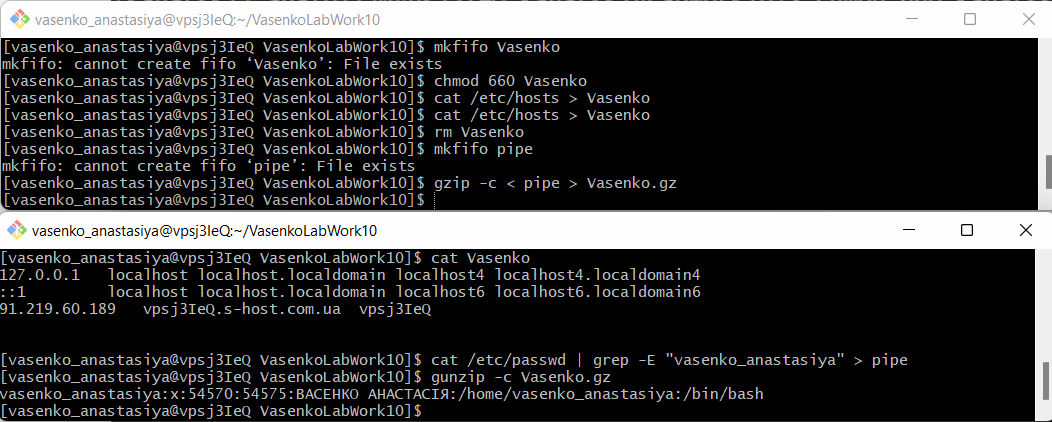 vasenko_anastasiya@vpsj3IeQ:~/VasenkoLabWork10
[vasenko_anastasiya@vpsj3IeQ VasenkoLabWork10]$ mkfifo Vasenko
mkfifo: cannot create fifo ‘Vasenko’: File exists
[vasenko_anastasiya@vpsj3IeQ VasenkoLabWork10]$ chmod 660 Vasenko
[vasenko_anastasiya@vpsj3IeQ VasenkoLabWork10]$ cat /etc/hosts > Vasenko
[vasenko_anastasiya@vpsj3IeQ VasenkoLabWork10]$ cat /etc/hosts > Vasenko
[vasenko_anastasiya@vpsj3IeQ VasenkoLabWork10]$ rm Vasenko
[vasenko_anastasiya@vpsj3IeQ VasenkoLabWork10]$ mkfifo pipe
mkfifo: cannot create fifo ‘pipe’: File exists
[vasenko_anastasiya@vpsj3IeQ VasenkoLabWork10]$ gzip -c < pipe > Vasenko.gz
[vasenko_anastasiya@vpsj3IeQ VasenkoLabWork10]$
vasenko_anastasiya@vpsj3IeQ:~/VasenkoLabWork10
[vasenko_anastasiya@vpsj3IeQ VasenkoLabWork10]$ cat Vasenko
127.0.0.1   localhost localhost.localdomain localhost4 localhost4.localdomain4
::1         localhost localhost.localdomain localhost6 localhost6.localdomain6
91.219.60.189   vpsj3IeQ.s-host.com.ua  vpsj3IeQ
[vasenko_anastasiya@vpsj3IeQ VasenkoLabWork10]$ cat /etc/passwd | grep -E "vasenko_anastasiya" > pipe
[vasenko_anastasiya@vpsj3IeQ VasenkoLabWork10]$ gunzip -c Vasenko.gz
vasenko_anastasiya:x:54570:54575:ВАСЕНКО АНАСТАСІЯ:/home/vasenko_anastasiya:/bin/bash
[vasenko_anastasiya@vpsj3IeQ VasenkoLabWork10]$